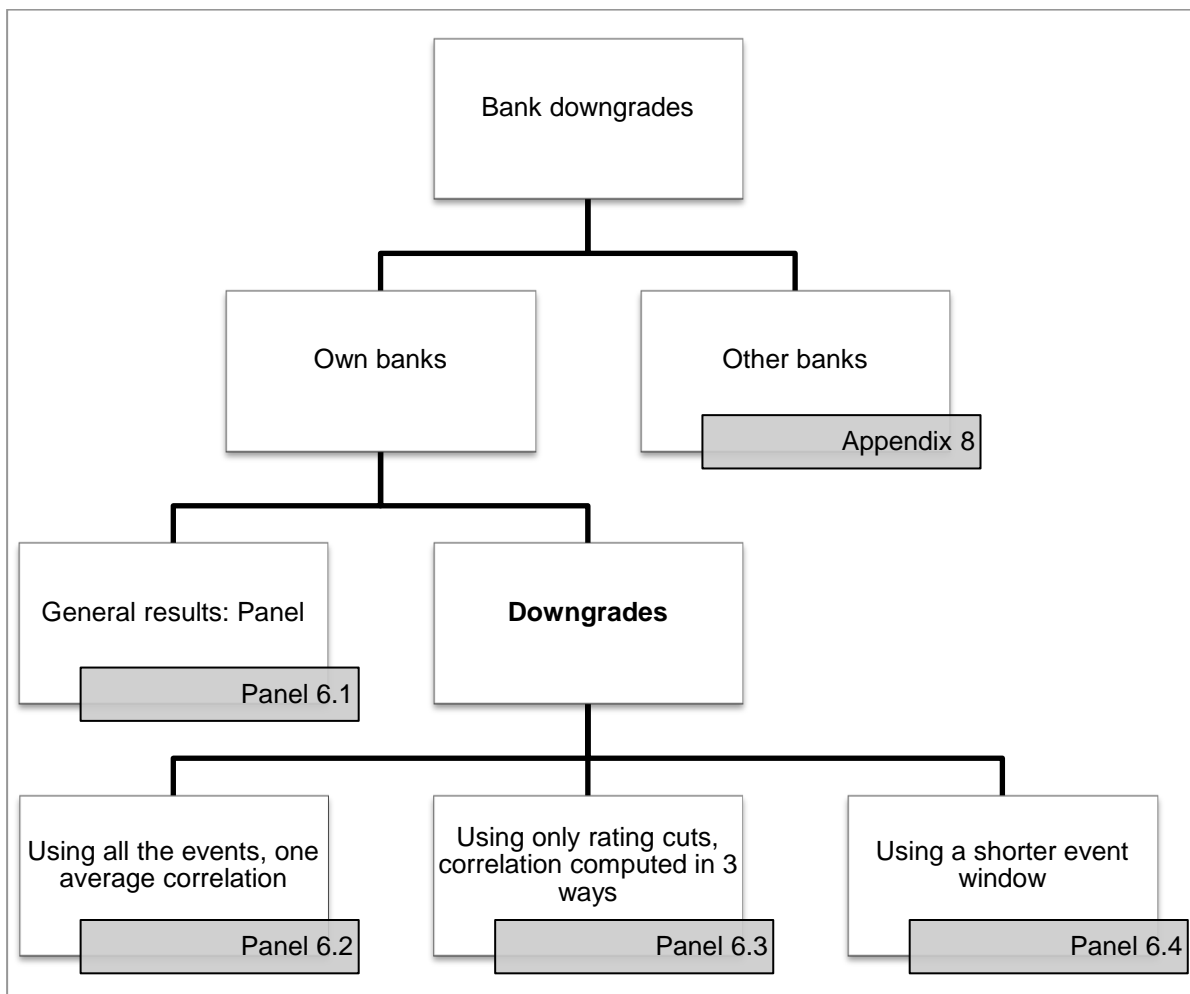 Bank downgrades
Own banks
Other banks
Appendix 8
General results: Panel
Panel 6.1
Downgrades
Using all the events, one
average correlation
Panel 6.2
Using only rating cuts,
correlation computed in 3
ways
Panel 6.3
Using a shorter event
window
Panel 6.4